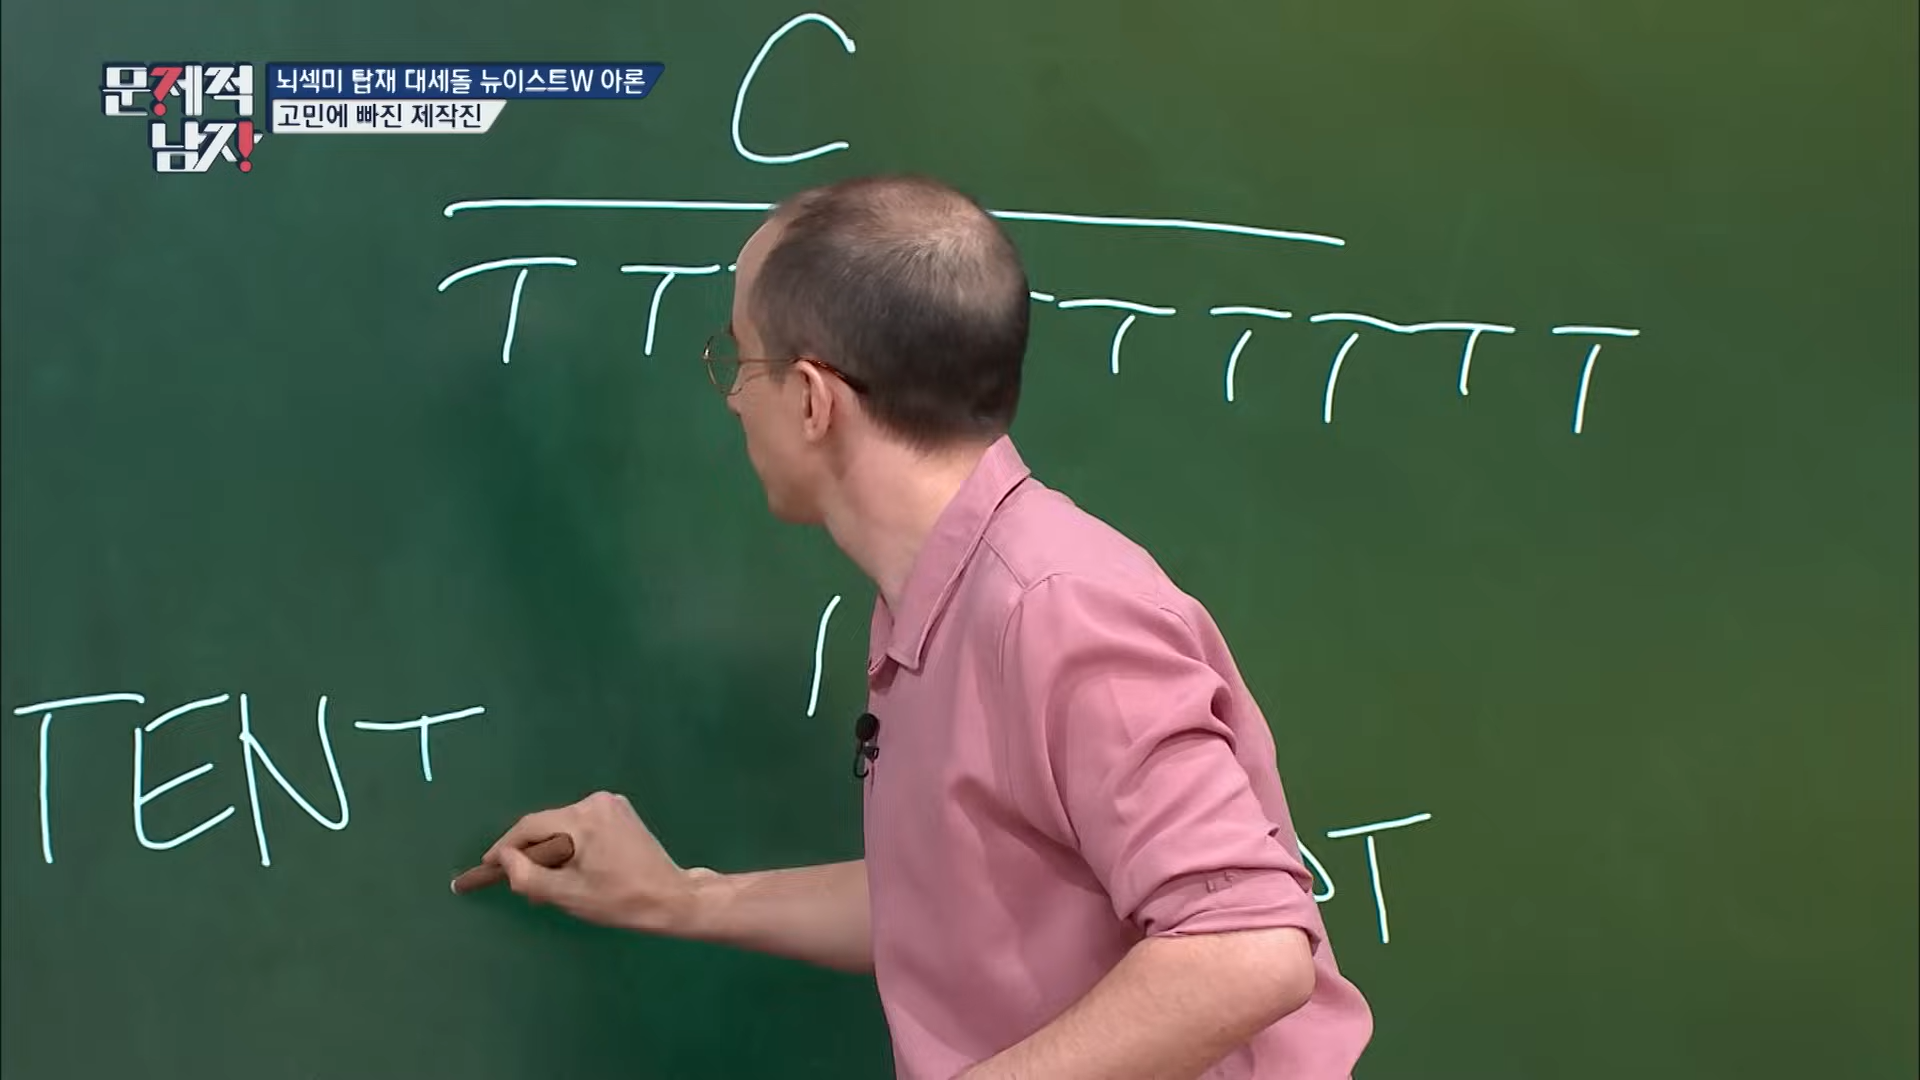 문제적
남자!
뇌섹미 탑재 대세돌 뉴이스트W 아론
고민에 빠진 제작진
C
T T T T T T T
TENT